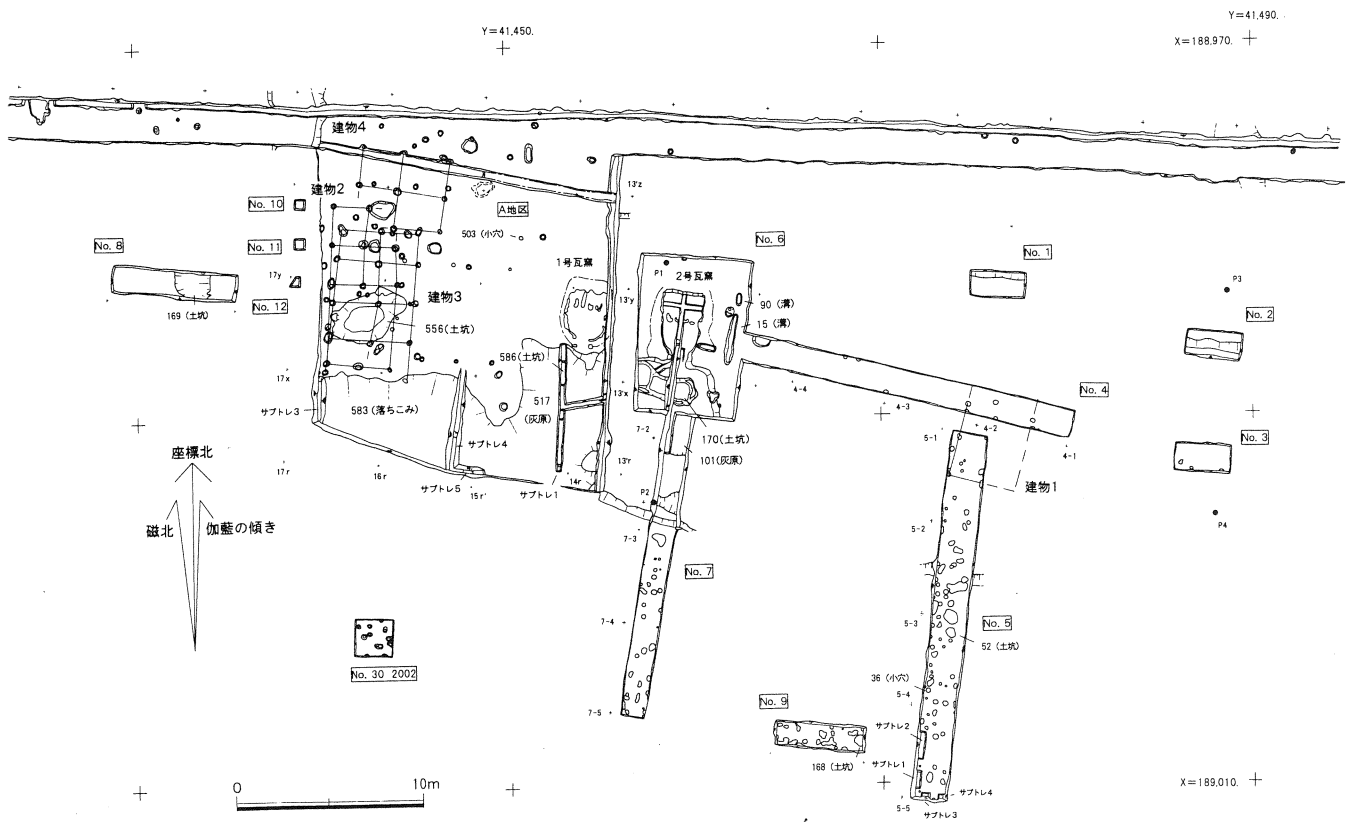 Y=41,450.
Y=41,490.
X=188,970.
建物4
17
建物2
No. 10
A地区
13'z
503 (小穴)
No. 6
No. 8
No. 11
No. 1
17y
1号瓦窯
P1
2号瓦窯
P3
13'y
90 (溝)
No. 12
建物3
No. 2
169 (土坑)
15 (溝)
556(土坑)
586(土坑)
17x
13'x
4-4
No. 4
4-3
517
(灰原)
サブトレ3
583 (落ちこみ)
170(土坑)
4-2
7-2
5-1
No. 3
サブトレ4
101(灰原)
4-1
座標北
17r
16r
13'r
14r
サブトレ5
15r'
サブトレ1
建物1
P2
P4
磁北
伽藍の傾き
5-2
7-3
No. 7
7-4
5-3
No. 5
52 (土坑)
No. 30 2002
36 (小穴)
5-4
No. 9
7-5
サブトレ2
168 (土坑)
サブトレ1
0
10m
X=189,010.
サブトレ4
5-5
サブトレ3